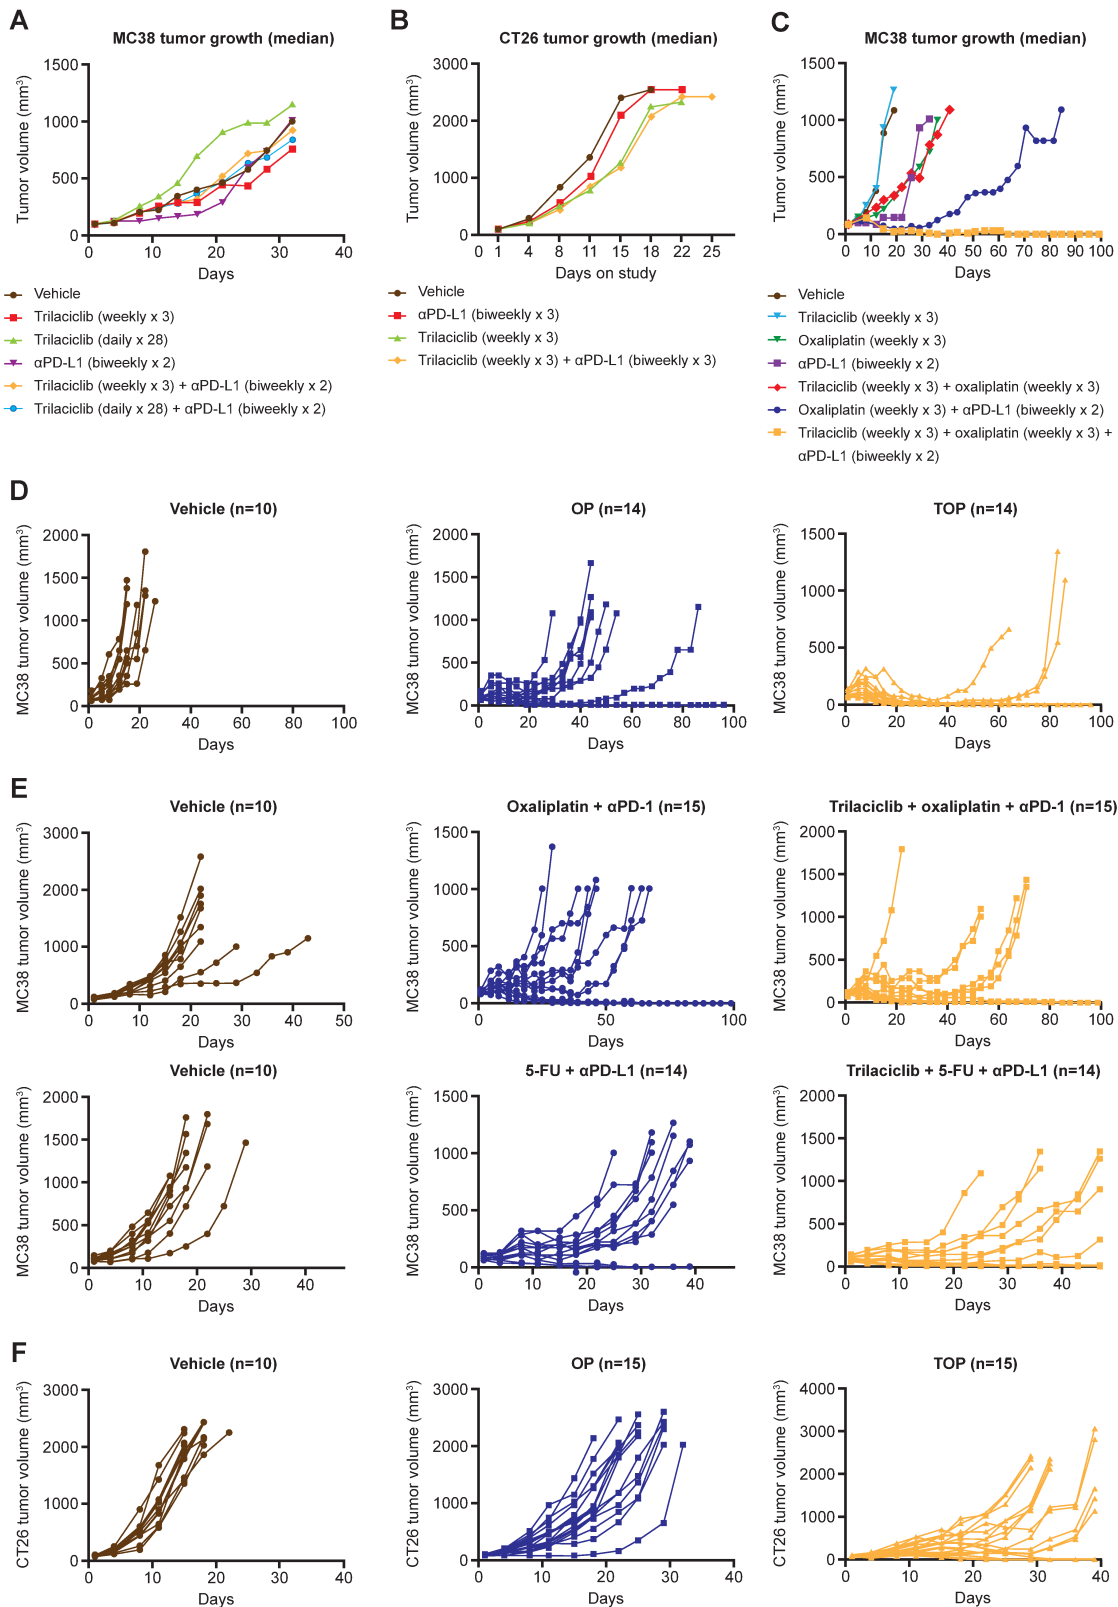 A
MC38 tumor growth (median)
Tumor volume (mm³)
1500
1000
500
0
0 10 20 30 40
Days
Vehicle
Trilaciclib (weekly x 3)
Trilaciclib (daily x 28)
αPD-L1 (biweekly x 2)
Trilaciclib (weekly x 3) + αPD-L1 (biweekly x 2)
Trilaciclib (daily x 28) + αPD-L1 (biweekly x 2)
B
CT26 tumor growth (median)
Tumor volume (mm³)
3000
2000
1000
0
1 4 8 11 15 18 22 25
Days on study
Vehicle
αPD-L1 (biweekly x 3)
Trilaciclib (weekly x 3)
Trilaciclib (weekly x 3) + αPD-L1 (biweekly x 3)
C
MC38 tumor growth (median)
Tumor volume (mm³)
1500
1000
500
0
0 10 20 30 40 50 60 70 80 90 100
Days
Vehicle
Trilaciclib (weekly x 3)
Oxaliplatin (weekly x 3)
αPD-L1 (biweekly x 2)
Trilaciclib (weekly x 3) + oxaliplatin (weekly x 3)
Oxaliplatin (weekly x 3) + αPD-L1 (biweekly x 2)
Trilaciclib (weekly x 3) + oxaliplatin (weekly x 3) +
αPD-L1 (biweekly x 2)
D
Vehicle (n=10)
MC38 tumor volume (mm³)
2000
1500
1000
500
0
0 20 40 60 80 100
Days
OP (n=14)
MC38 tumor volume (mm³)
2000
1500
1000
500
0
0 20 40 60 80 100
Days
TOP (n=14)
MC38 tumor volume (mm³)
1500
1000
500
0
0 20 40 60 80 100
Days
E
Vehicle (n=10)
MC38 tumor volume (mm³)
3000
2000
1000
0
0 10 20 30 40 50
Days
Oxaliplatin + αPD-1 (n=15)
MC38 tumor volume (mm³)
1500
1000
500
0
0 50 100
Days
Trilaciclib + oxaliplatin + αPD-1 (n=15)
MC38 tumor volume (mm³)
2000
1500
1000
500
0
0 20 40 60 80 100
Days
Vehicle (n=10)
MC38 tumor volume (mm³)
2000
1500
1000
500
0
0 10 20 30 40
Days
5-FU + αPD-L1 (n=14)
MC38 tumor volume (mm³)
1500
1000
500
0
0 10 20 30 40
Days
Trilaciclib + 5-FU + αPD-L1 (n=14)
MC38 tumor volume (mm³)
2000
1500
1000
500
0
0 10 20 30 40
Days
F
Vehicle (n=10)
CT26 tumor volume (mm³)
3000
2000
1000
0
0 10 20 30 40
Days
OP (n=15)
CT26 tumor volume (mm³)
3000
2000
1000
0
0 10 20 30 40
Days
TOP (n=15)
CT26 tumor volume (mm³)
4000
3000
2000
1000
0
0 10 20 30 40
Days